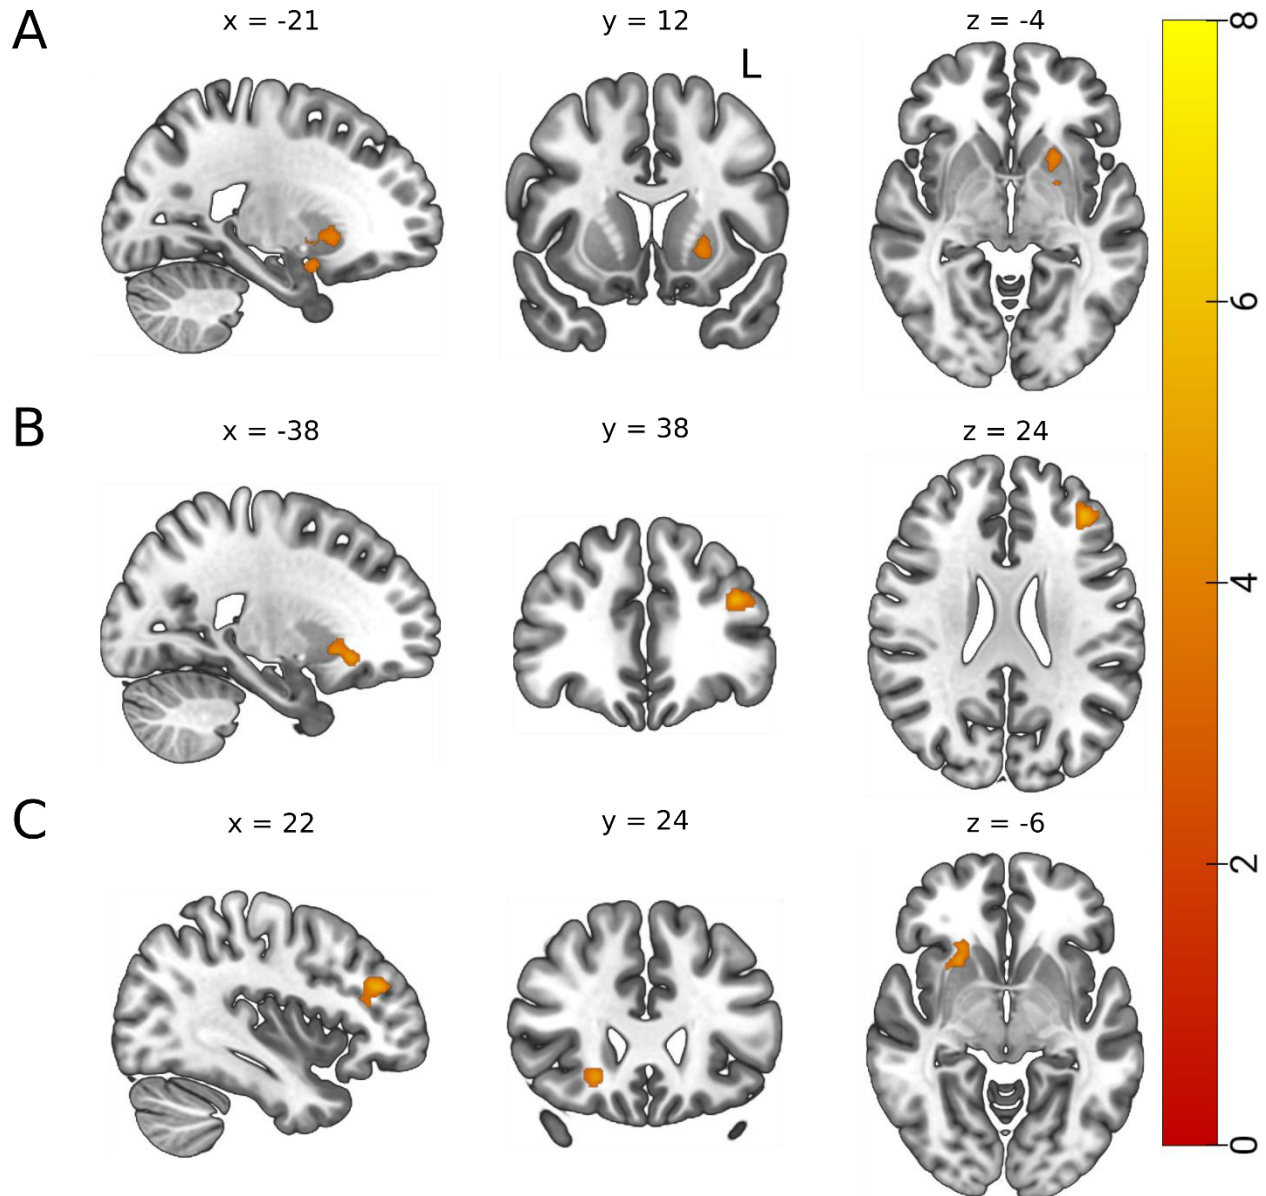 A
x = -21
y = 12
z = -4
L
8
6
B
x = -38
y = 38
z = 24
4
C
x = 22
y = 24
z = -6
2
0